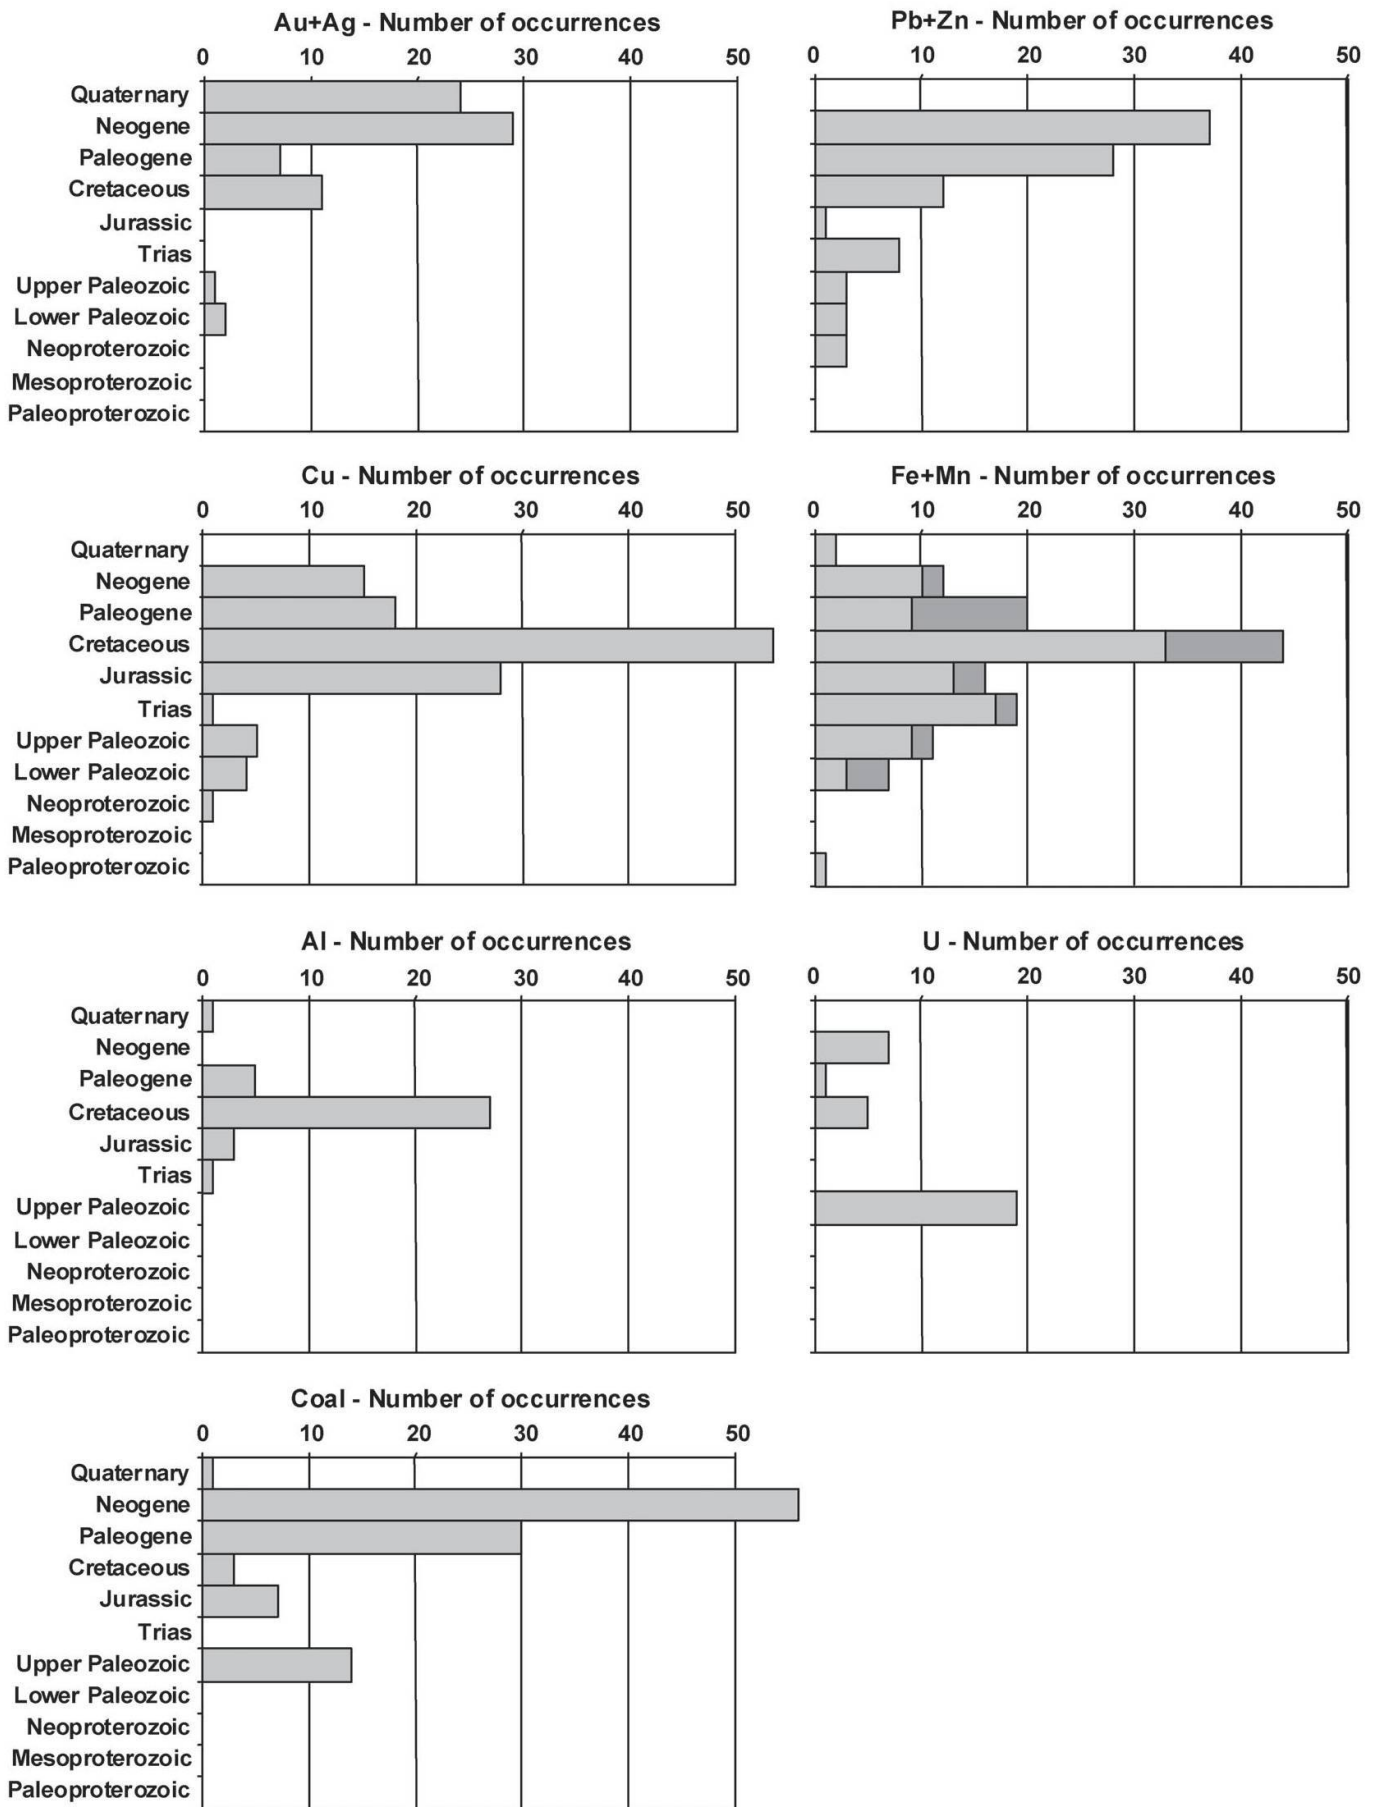 Au+Ag - Number of occurrences
0 10 20 30 40 50
Quaternary
Neogene
Paleogene
Cretaceous
Jurassic
Trias
Upper Paleozoic
Lower Paleozoic
Neoproterozoic
Mesoproterozoic
Paleoproterozoic
Pb+Zn - Number of occurrences
0 10 20 30 40 50
Cu - Number of occurrences
0 10 20 30 40 50
Quaternary
Neogene
Paleogene
Cretaceous
Jurassic
Trias
Upper Paleozoic
Lower Paleozoic
Neoproterozoic
Mesoproterozoic
Paleoproterozoic
Fe+Mn - Number of occurrences
0 10 20 30 40 50
Al - Number of occurrences
0 10 20 30 40 50
Quaternary
Neogene
Paleogene
Cretaceous
Jurassic
Trias
Upper Paleozoic
Lower Paleozoic
Neoproterozoic
Mesoproterozoic
Paleoproterozoic
U - Number of occurrences
0 10 20 30 40 50
Coal - Number of occurrences
0 10 20 30 40 50
Quaternary
Neogene
Paleogene
Cretaceous
Jurassic
Trias
Upper Paleozoic
Lower Paleozoic
Neoproterozoic
Mesoproterozoic
Paleoproterozoic